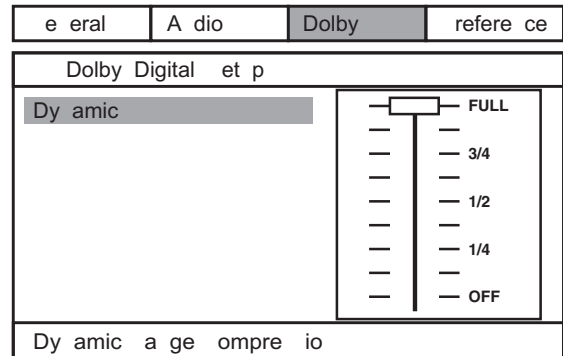 e eral A dio Dolby refere ce
Dolby Digital et p
Dy amic
FULL
3/4
1/2
1/4
OFF
Dy amic a ge ompre io